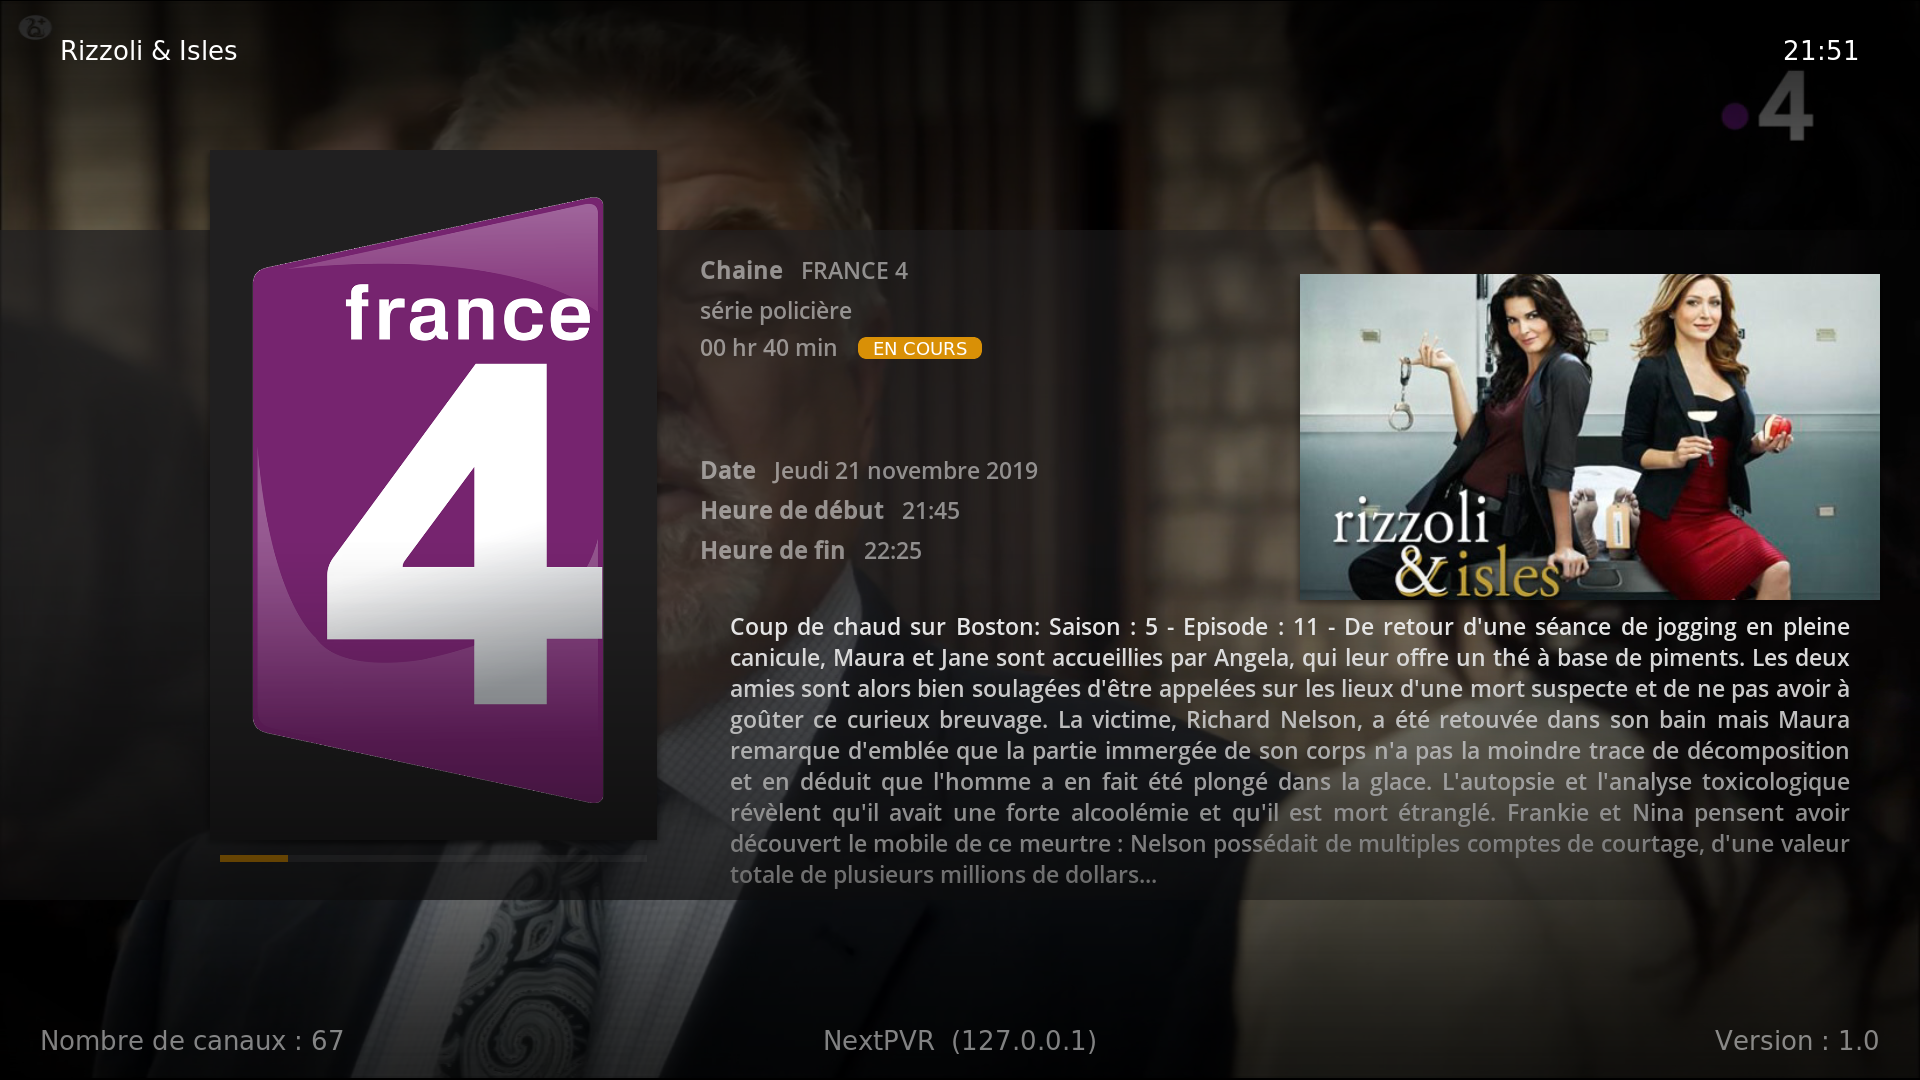 Rizzoli & Isles
21:51
4
france
4
Chaine FRANCE 4
série policière
00 hr 40 min EN COURS
Date Jeudi 21 novembre 2019
Heure de début 21:45
Heure de fin 22:25
rizzoli
& isles
Coup de chaud sur Boston: Saison : 5 - Episode : 11 - De retour d'une séance de jogging en pleine
canicule, Maura et Jane sont accueillies par Angela, qui leur offre un thé à base de piments. Les deux
amies sont alors bien soulagées d'être appelées sur les lieux d'une mort suspecte et de ne pas avoir à
goûter ce curieux breuvage. La victime, Richard Nelson, a été retouvée dans son bain mais Maura
remarque d'emblée que la partie immergée de son corps n'a pas la moindre trace de décomposition
et en déduit que l'homme a en fait été plongé dans la glace. L'autopsie et l'analyse toxicologique
révèlent qu'il avait une forte alcoolémie et qu'il est mort étranglé. Frankie et Nina pensent avoir
découvert le mobile de ce meurtre : Nelson possédait de multiples comptes de courtage, d'une valeur
totale de plusieurs millions de dollars...
Nombre de canaux : 67
NextPVR (127.0.0.1)
Version : 1.0